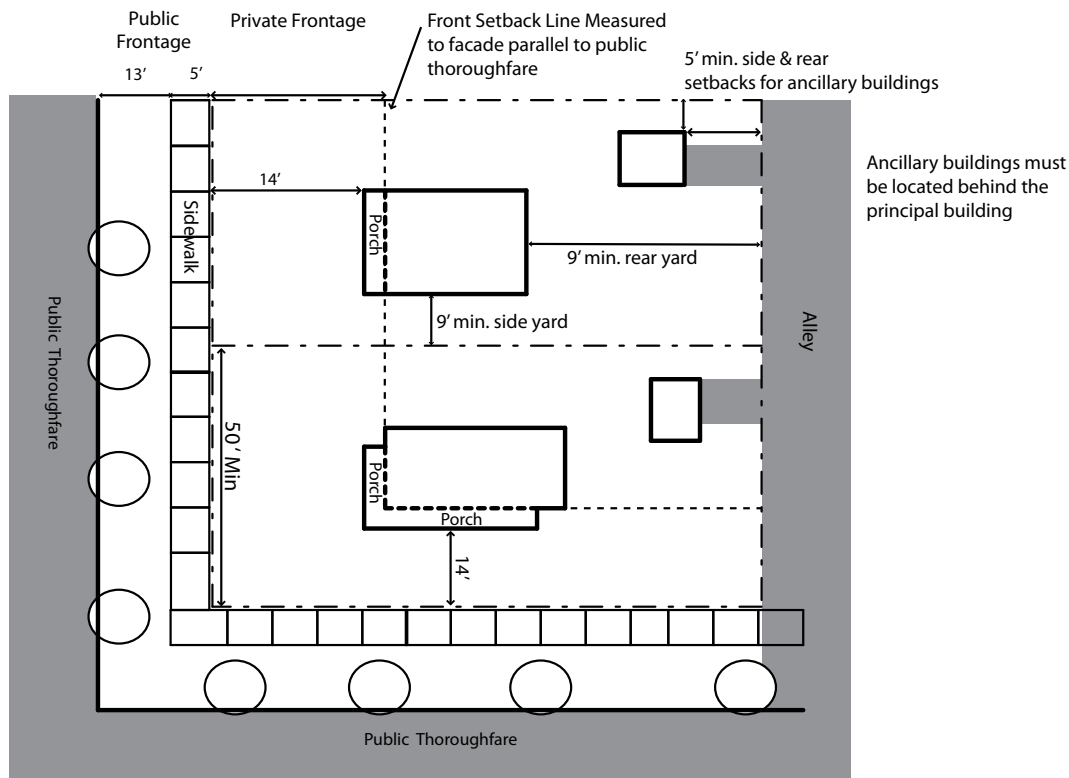 Public
Frontage
Private Frontage
Front Setback Line Measured
to facade parallel to public
thoroughfare
13’
5’
5’ min. side & rear
setbacks for ancillary buildings
Ancillary buildings must
be located behind the
principal building
14’
Sidewalk
Porch
9’ min. rear yard
9’ min. side yard
Public Thoroughfare
Alley
50 ’ Min
Porch
Porch
14’
Public Thoroughfare